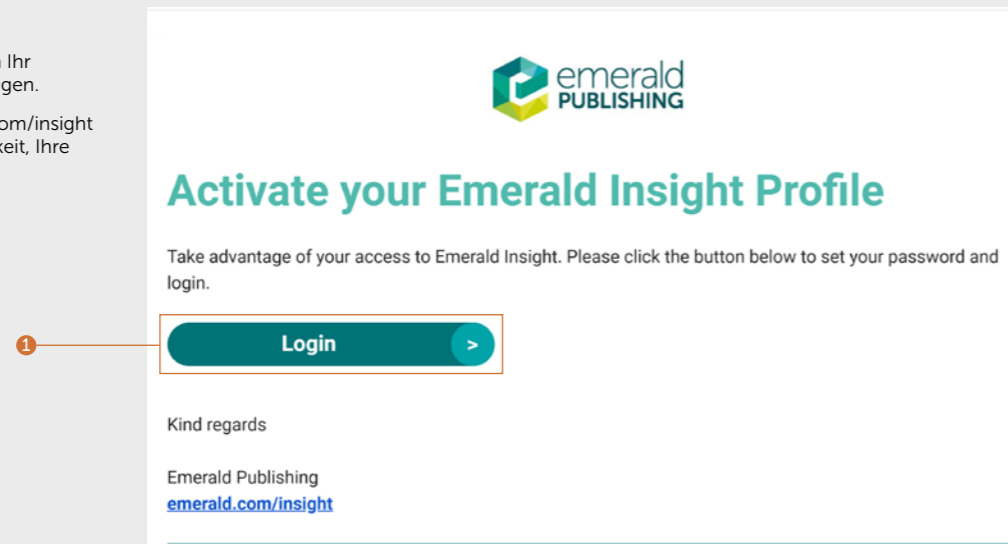 Ihr
gen.
om/insight
keit, Ihre
emerald
PUBLISHING
Activate your Emerald Insight Profile
Take advantage of your access to Emerald Insight. Please click the button below to set your password and
login.
1
Login >
Kind regards
Emerald Publishing
emerald.com/insight